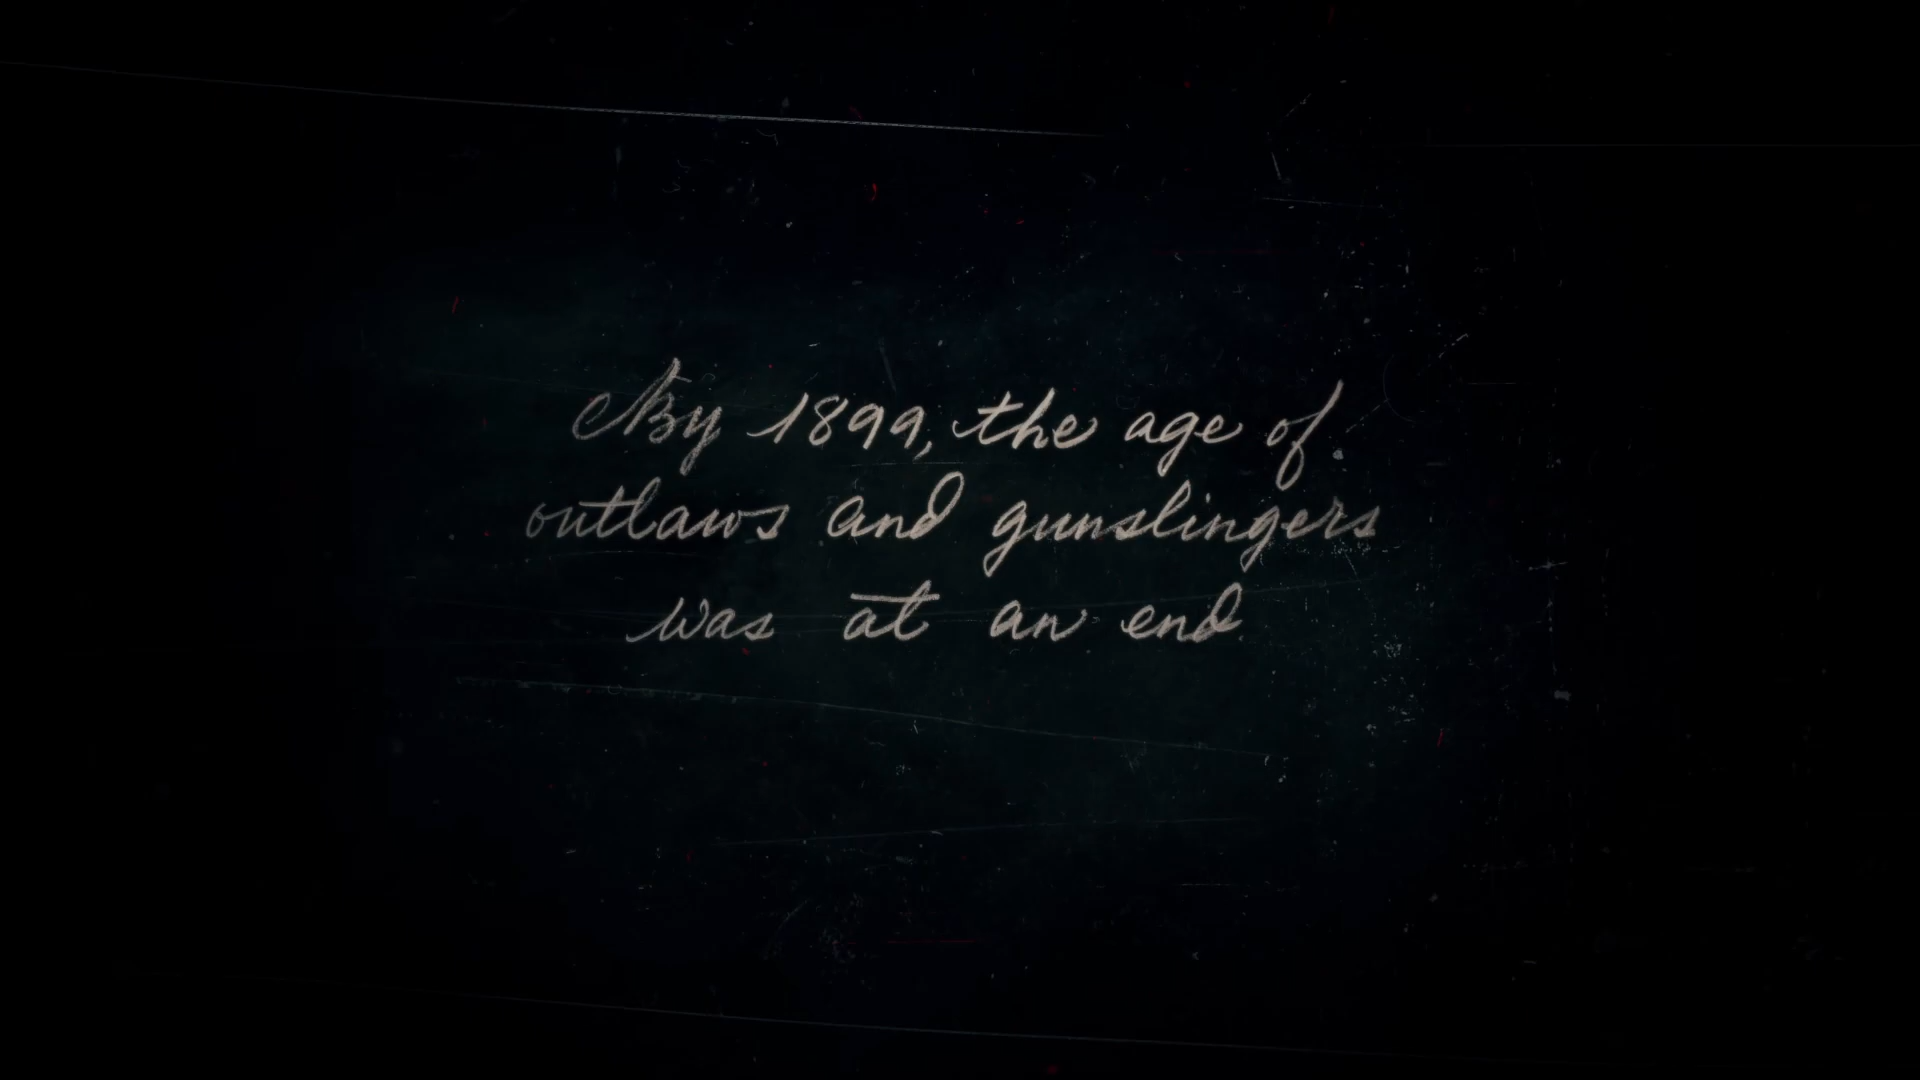 By 1899, the age of
outlaws and gunslingers
was at an end